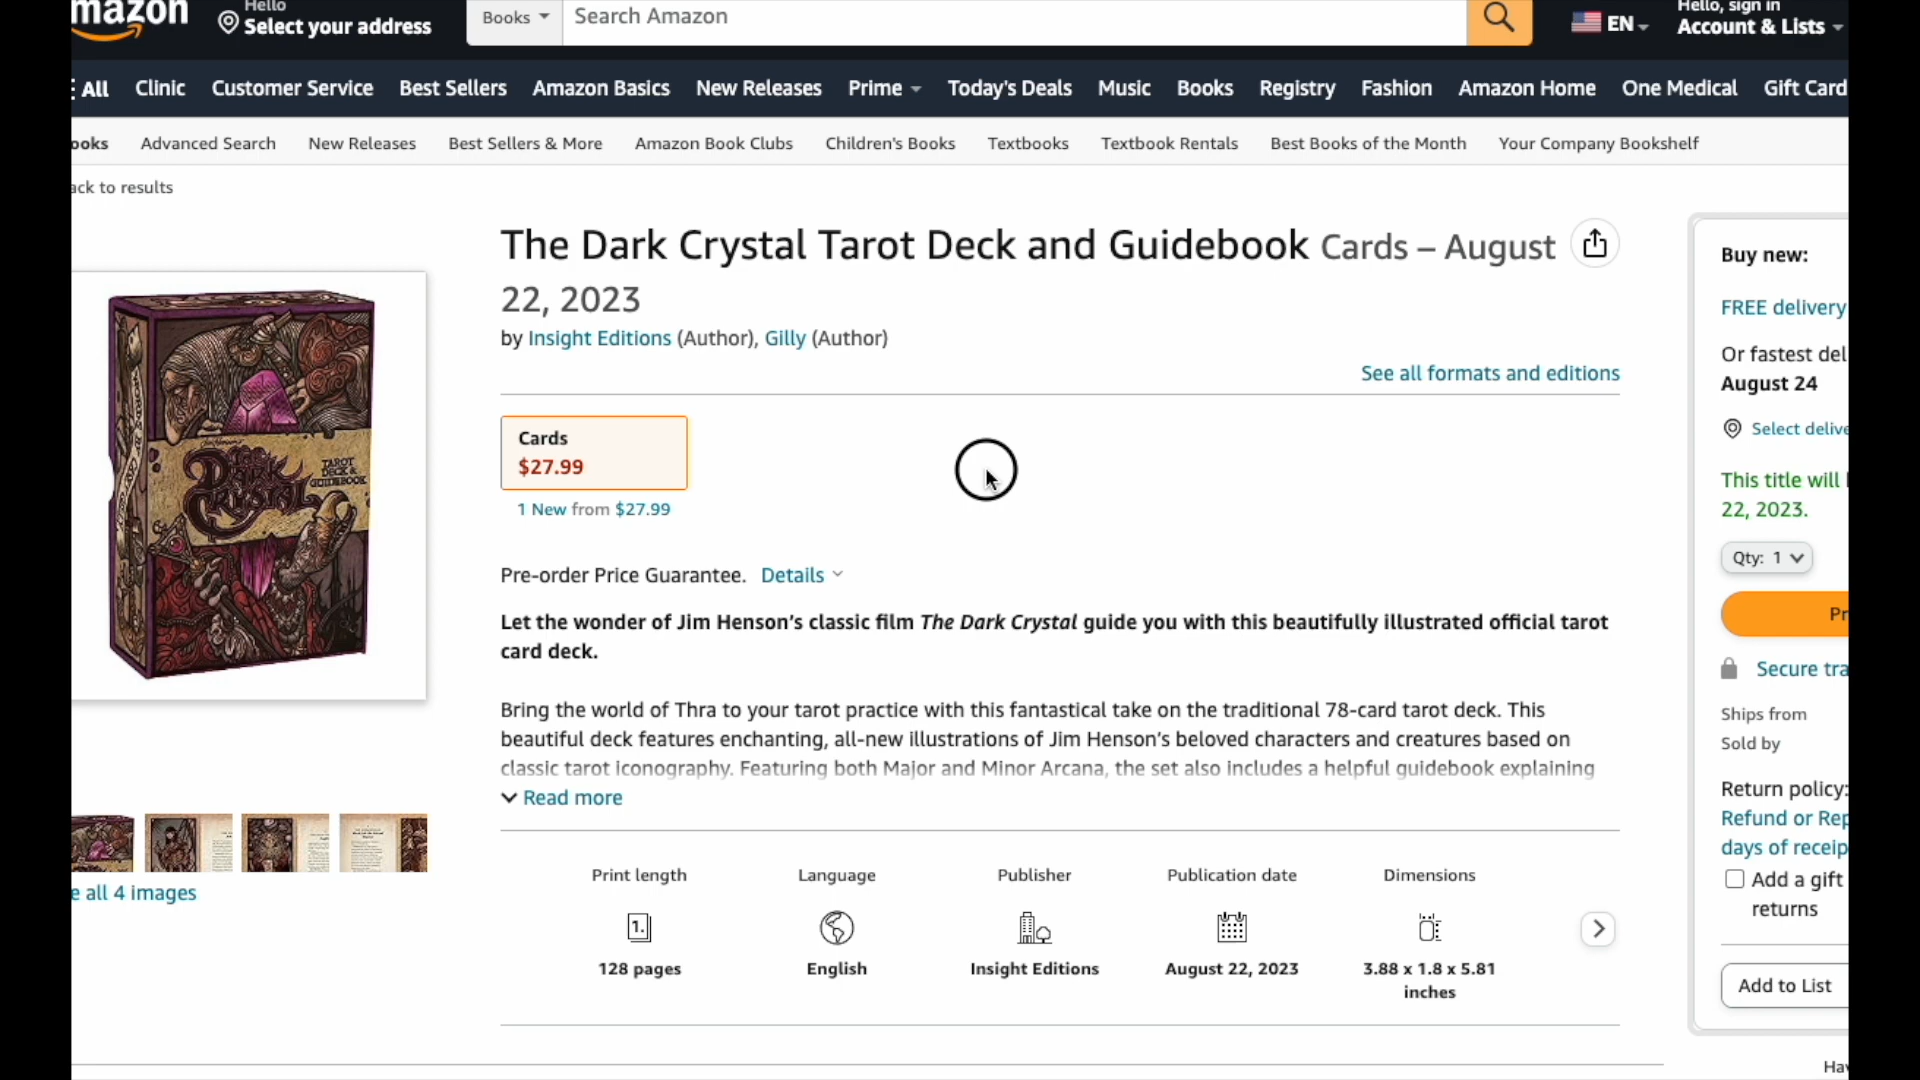 mazon
Hello
Select your address
Books
Search Amazon
EN
Hello, sign in
Account & Lists
All Clinic Customer Service Best Sellers Amazon Basics New Releases Prime Today's Deals Music Books Registry Fashion Amazon Home One Medical Gift Card
ooks Advanced Search New Releases Best Sellers & More Amazon Book Clubs Children's Books Textbooks Textbook Rentals Best Books of the Month Your Company Bookshelf
ack to results
The Dark Crystal Tarot Deck and Guidebook Cards – August
22, 2023
by Insight Editions (Author), Gilly (Author)
See all formats and editions
Cards
$27.99
1 New from $27.99
Pre-order Price Guarantee. Details
Let the wonder of Jim Henson's classic film The Dark Crystal guide you with this beautifully illustrated official tarot
card deck.
Bring the world of Thra to your tarot practice with this fantastical take on the traditional 78-card tarot deck. This
beautiful deck features enchanting, all-new illustrations of Jim Henson's beloved characters and creatures based on
classic tarot iconography. Featuring both Major and Minor Arcana, the set also includes a helpful guidebook explaining
Read more
Print length Language Publisher Publication date Dimensions
1.
128 pages English Insight Editions August 22, 2023 3.88 x 1.8 x 5.81
inches
The
Dark
Crystal
Tarot
Deck &
Guidebook
e all 4 images
Buy new:
FREE delivery
Or fastest del
August 24
Select delive
This title will
22, 2023.
Qty: 1
Pr
Secure tra
Ships from
Sold by
Return policy:
Refund or Rep
days of receip
Add a gift
returns
Add to List
Hav